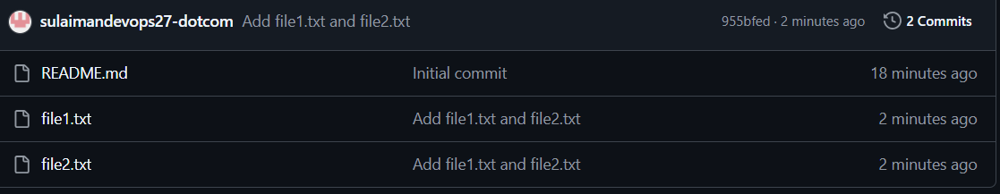 sulaimandevops27-dotcom Add file1.txt and file2.txt 955bfed · 2 minutes ago 2 Commits
README.md Initial commit 18 minutes ago
file1.txt Add file1.txt and file2.txt 2 minutes ago
file2.txt Add file1.txt and file2.txt 2 minutes ago